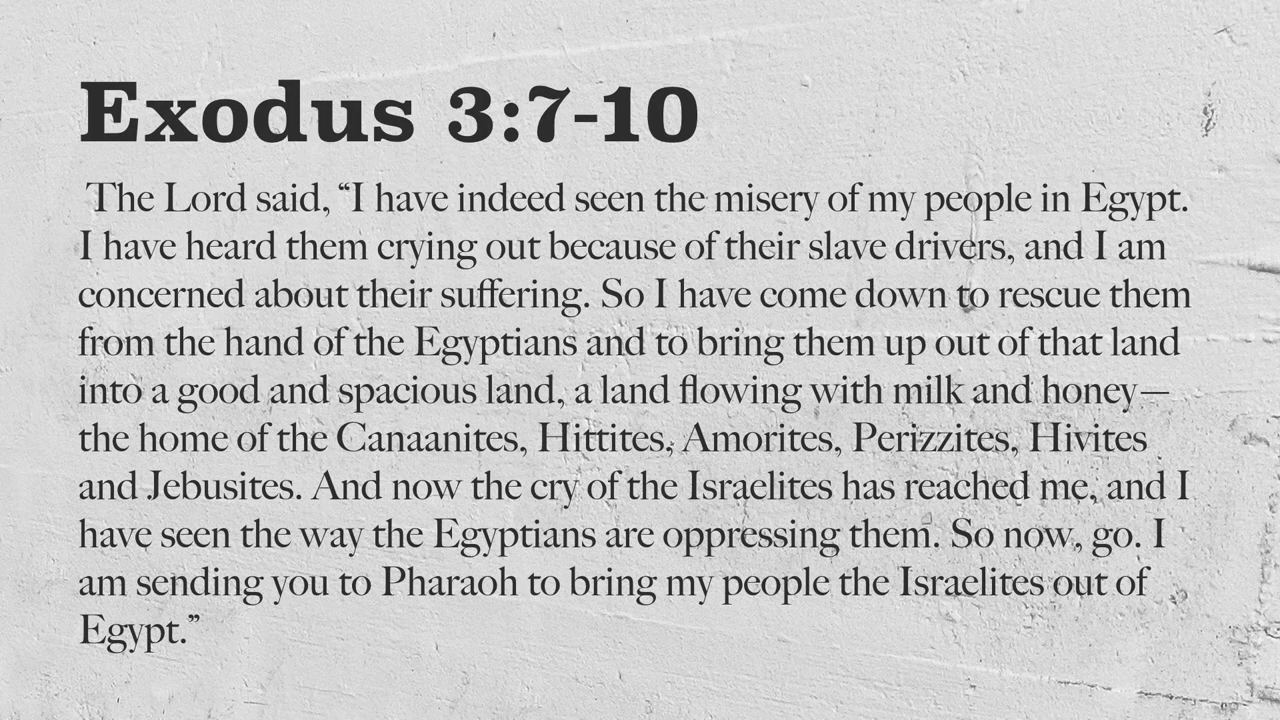 Exodus 3:7-10
The Lord said, “I have indeed seen the misery of my people in Egypt.
I have heard them crying out because of their slave drivers, and I am
concerned about their suffering. So I have come down to rescue them
from the hand of the Egyptians and to bring them up out of that land
into a good and spacious land, a land flowing with milk and honey—
the home of the Canaanites, Hittites, Amorites, Perizzites, Hivites
and Jebusites. And now the cry of the Israelites has reached me, and I
have seen the way the Egyptians are oppressing them. So now, go. I
am sending you to Pharaoh to bring my people the Israelites out of
Egypt.”